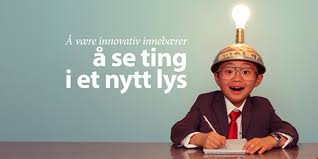 Å være innovativ innebærer
å se ting
i et nytt lys